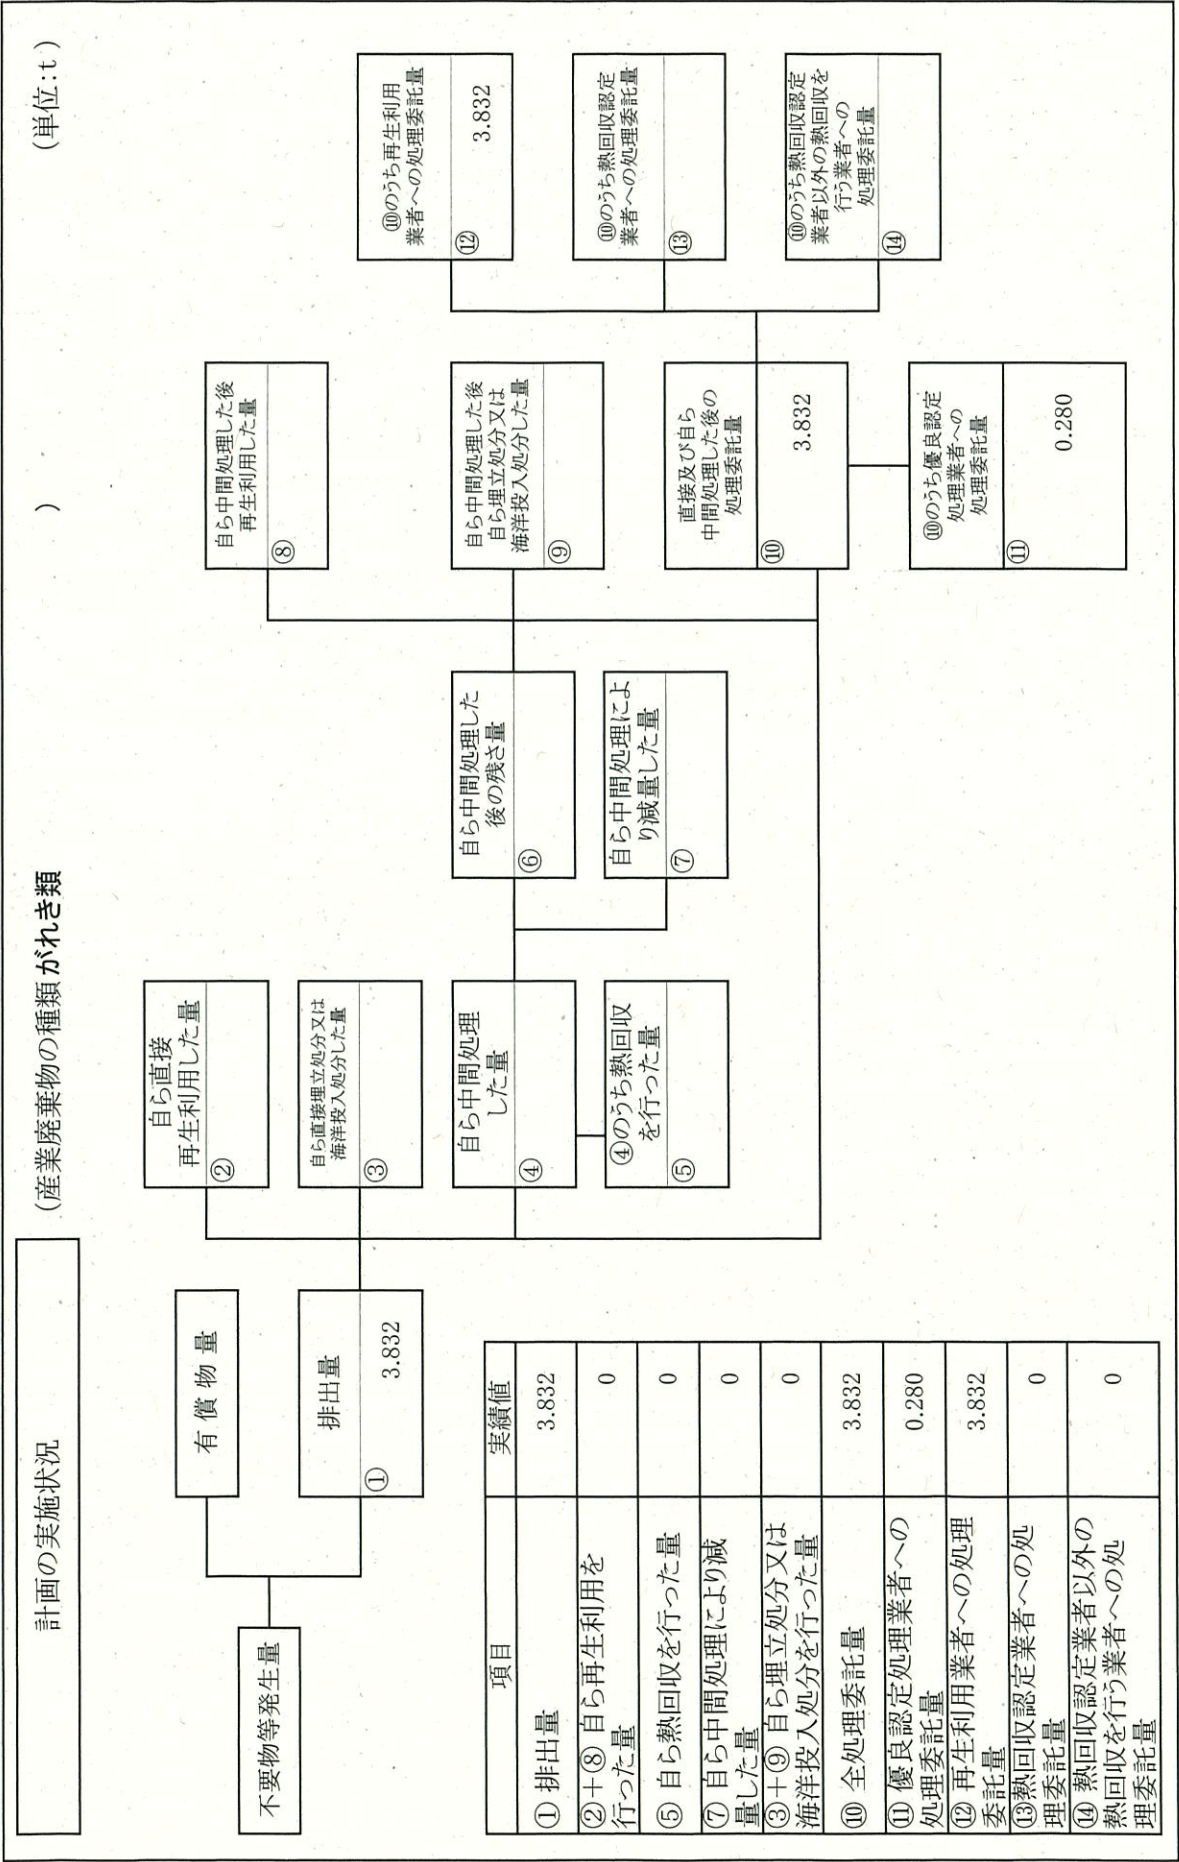 計画の実施状況
(産業廃棄物の種類 がれき類 )
(単位:t)
不要物等発生量
有償物量
排出量
① 3.832
自ら直接
再生利用した量
②
自ら直接埋立処分又は
海洋投入処分した量
③
自ら中間処理
した量
④
④のうち熱回収
を行った量
⑤
自ら中間処理した
後の残さ量
⑥
自ら中間処理によ
り減量した量
⑦
自ら中間処理した後
再生利用した量
⑧
自ら中間処理した後
自ら埋立処分又は
海洋投入処分した量
⑨
直接及び自ら
中間処理した後の
処理委託量
⑩ 3.832
⑩のうち優良認定
処理業者への
処理委託量
⑪ 0.280
⑩のうち再生利用
業者への処理委託量
⑫ 3.832
⑩のうち熱回収認定
業者への処理委託量
⑬
⑩のうち熱回収認定
業者以外の熱回収を
行う業者への
処理委託量
⑭
項目 実績値
① 排出量 3.832
②+⑧ 自ら再生利用を
行った量 0
⑤ 自ら熱回収を行った量 0
⑦ 自ら中間処理により減
量した量 0
③+⑨ 自ら埋立処分又は
海洋投入処分を行った量 0
⑩ 全処理委託量 3.832
⑪ 優良認定処理業者への
処理委託量 0.280
⑫ 再生利用業者への処理
委託量 3.832
⑬熱回収認定業者への処
理委託量 0
⑭ 熱回収認定業者以外の
熱回収を行う業者への処
理委託量 0